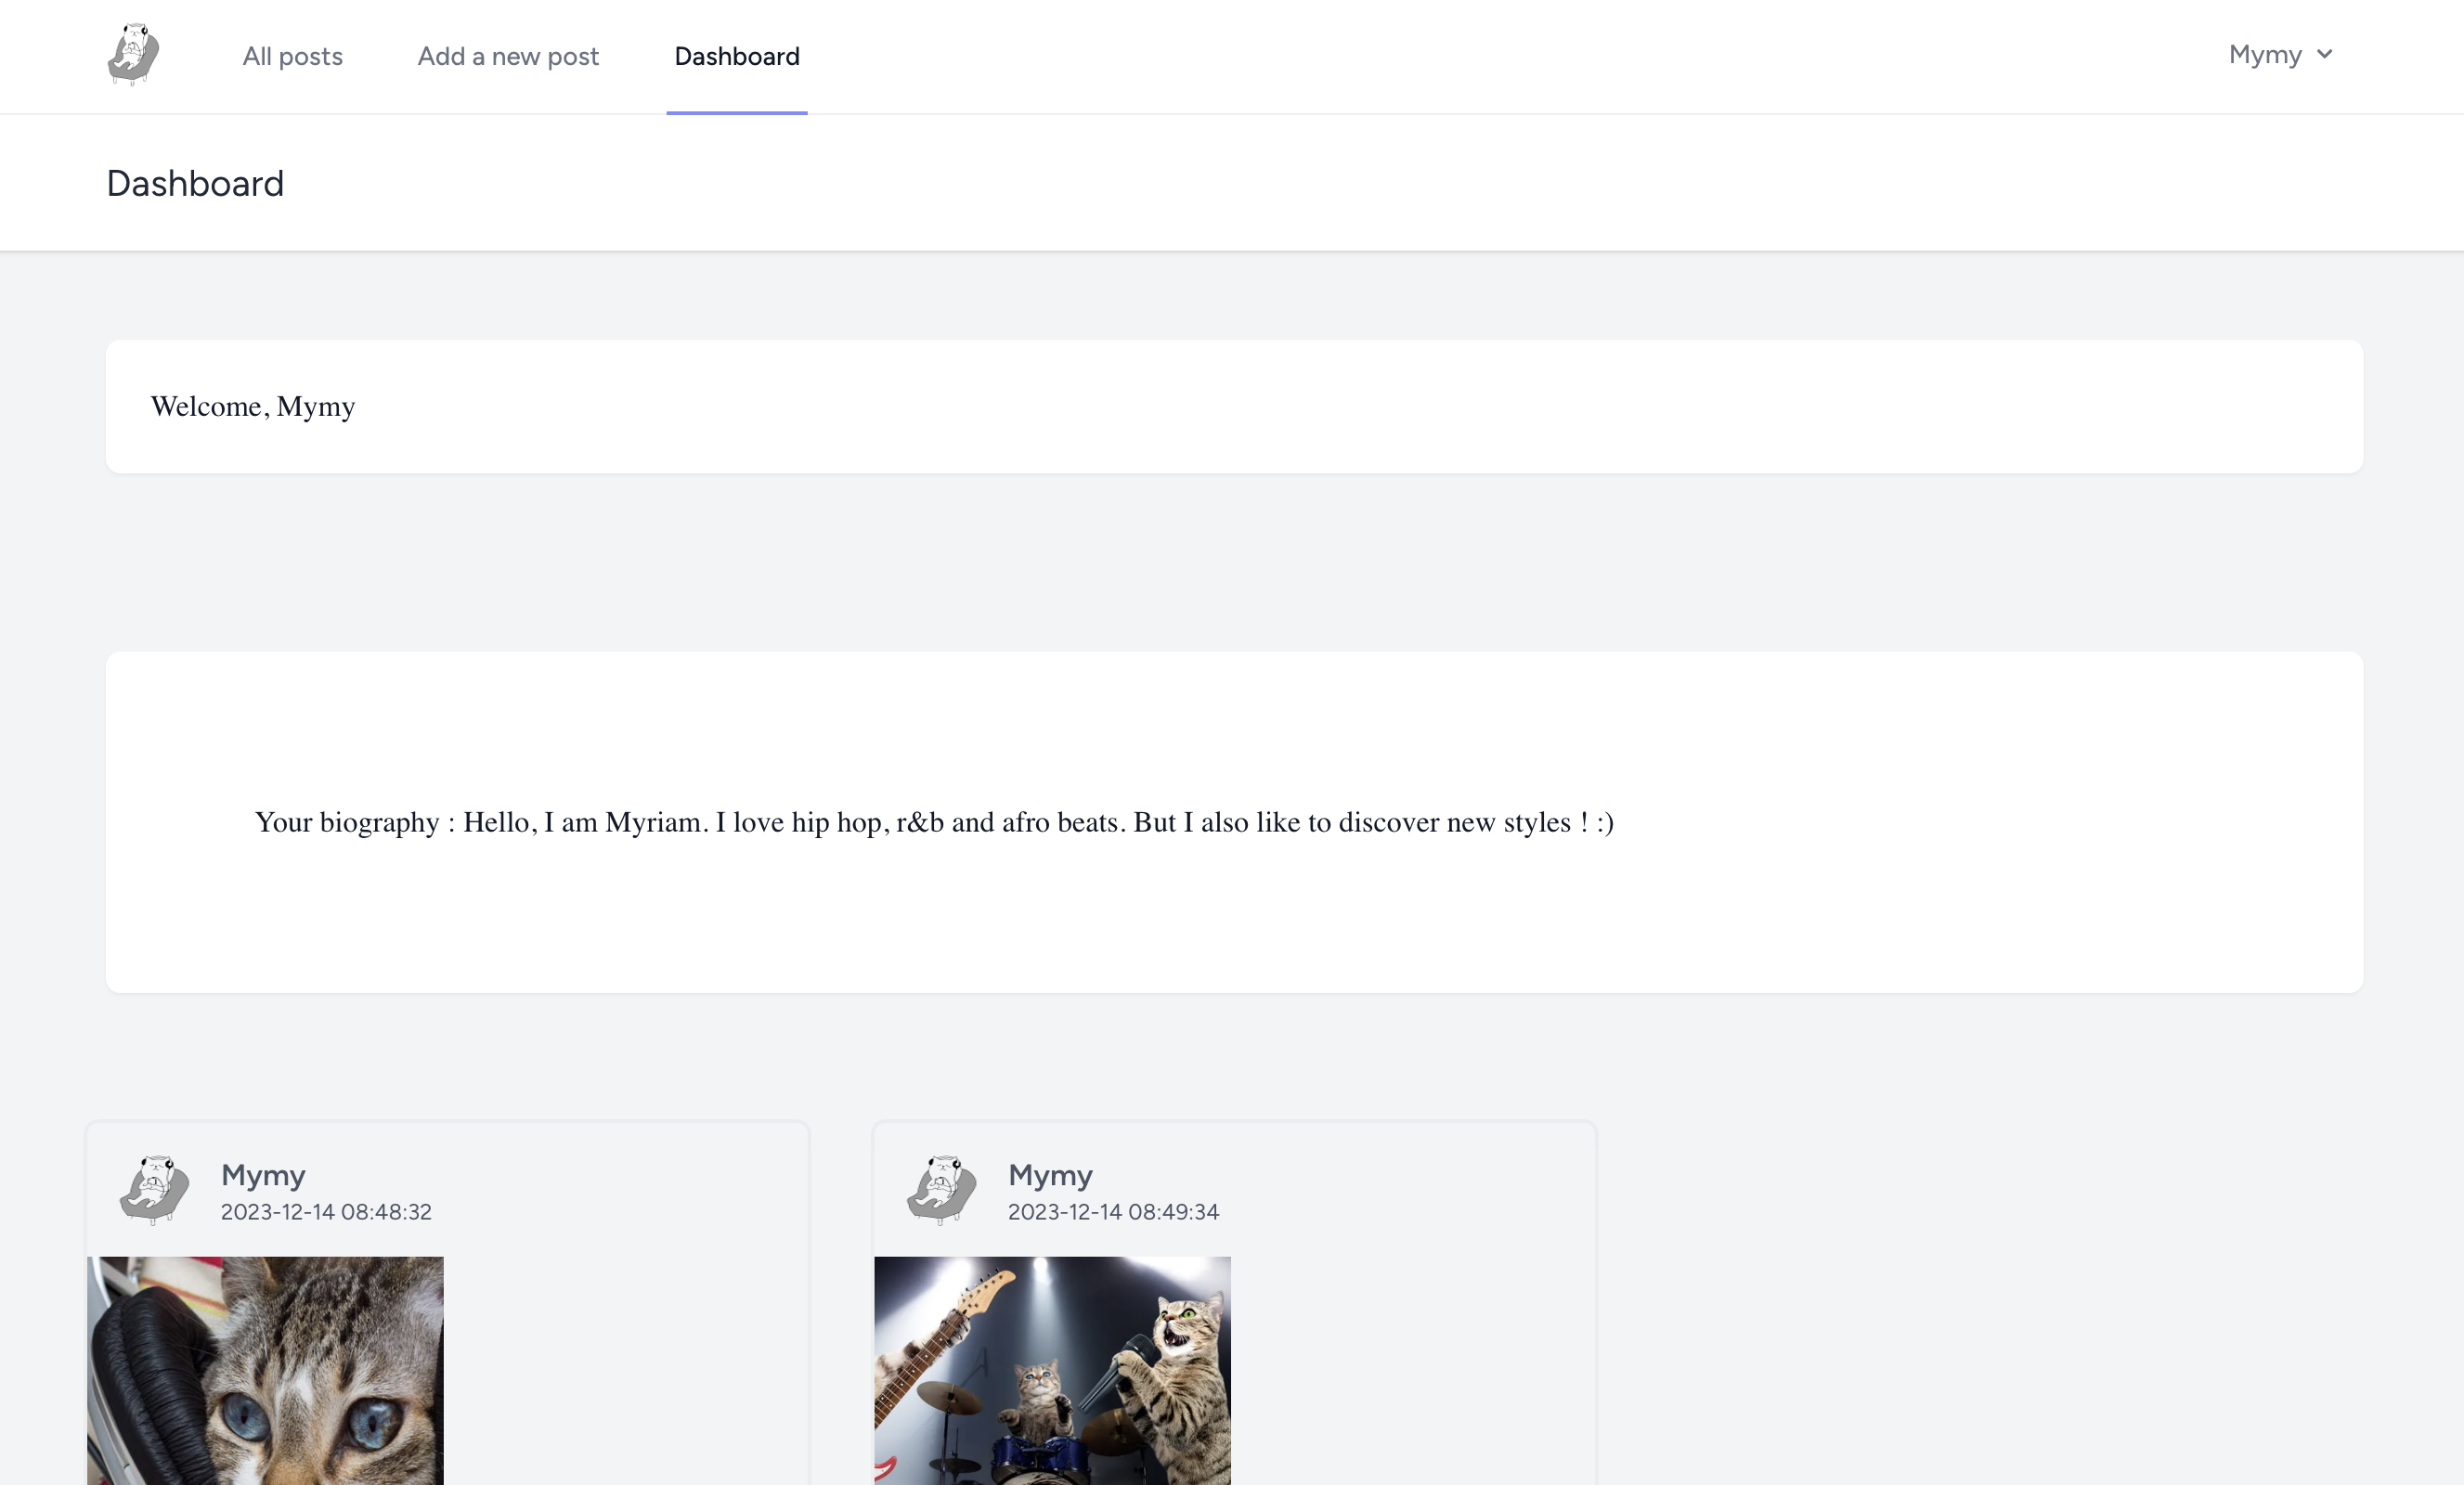 All posts
Add a new post
Dashboard
Mymy
Dashboard
Welcome, Mymy
Your biography : Hello, I am Myriam. I love hip hop, r&b and afro beats. But I also like to discover new styles ! :)
Mymy
2023-12-14 08:48:32
Mymy
2023-12-14 08:49:34